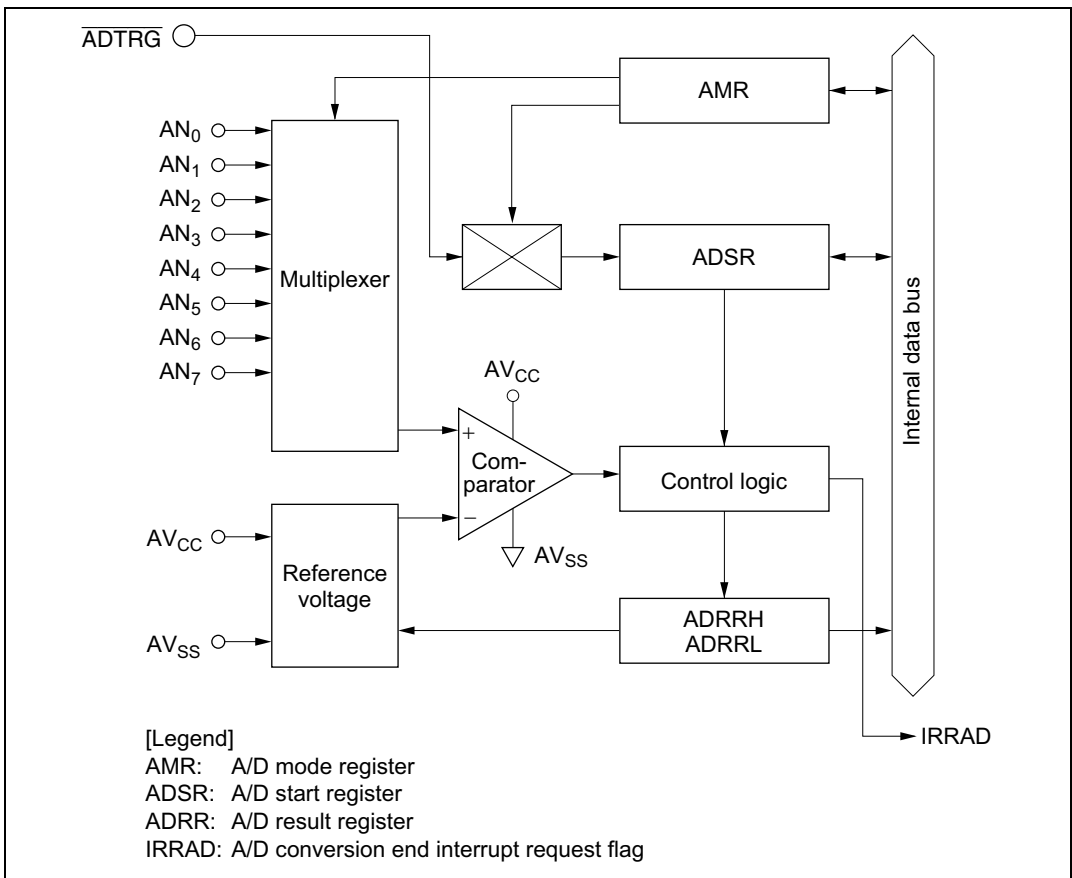 ADTRG
AMR
AN0
AN1
AN2
AN3
AN4
AN5
AN6
AN7
Multiplexer
ADSR
Internal data bus
AVCC
+
Com-
parator
−
AVSS
Control logic
AVCC
AVSS
Reference
voltage
ADRRH
ADRRL
IRRAD
[Legend]
AMR: A/D mode register
ADSR: A/D start register
ADRR: A/D result register
IRRAD: A/D conversion end interrupt request flag